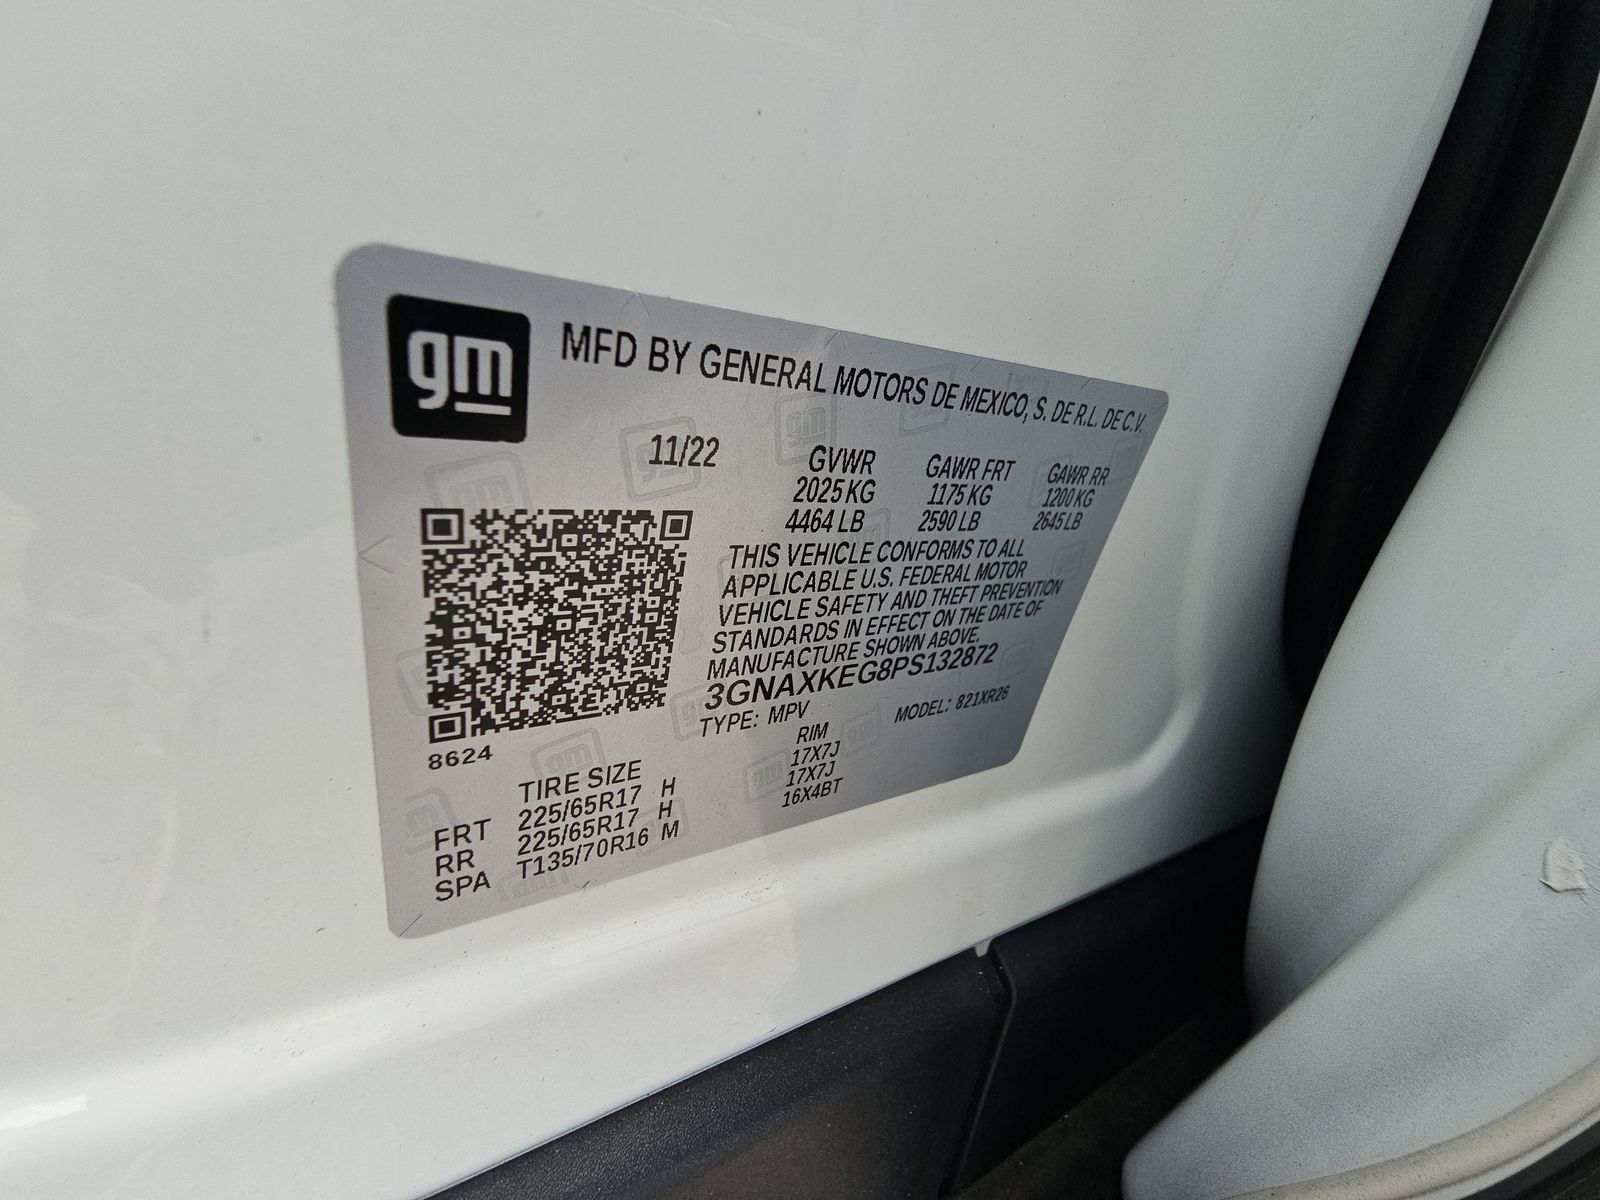 gm
MFD BY GENERAL MOTORS DE MEXICO, S. DE R.L. DE C.V.
11/22 GVWR GAWR FRT GAWR RR
2025 KG 1175 KG 1200 KG
4464 LB 2590 LB 2645 LB
THIS VEHICLE CONFORMS TO ALL
APPLICABLE U.S. FEDERAL MOTOR
VEHICLE SAFETY AND THEFT PREVENTION
STANDARDS IN EFFECT ON THE DATE OF
MANUFACTURE SHOWN ABOVE.
3GNAXKEG8PS132872
TYPE: MPV MODEL: 821XR26
8624
TIRE SIZE RIM
FRT 225/65R17 H 17X7J
RR 225/65R17 H 17X7J
SPA T135/70R16 M 16X4BT